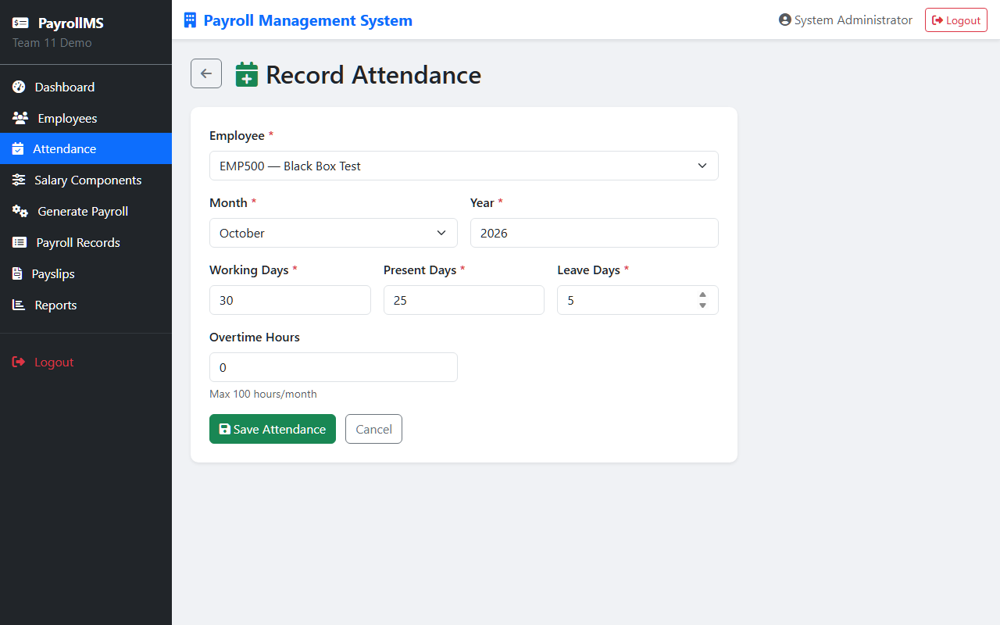 PayrollMS
Team 11 Demo
Dashboard
Employees
Attendance
Salary Components
Generate Payroll
Payroll Records
Payslips
Reports
Logout
Payroll Management System
System Administrator
Logout
Record Attendance
Employee *
EMP500 — Black Box Test
Month * Year *
October 2026
Working Days * Present Days * Leave Days *
30 25 5
Overtime Hours
0
Max 100 hours/month
Save Attendance Cancel